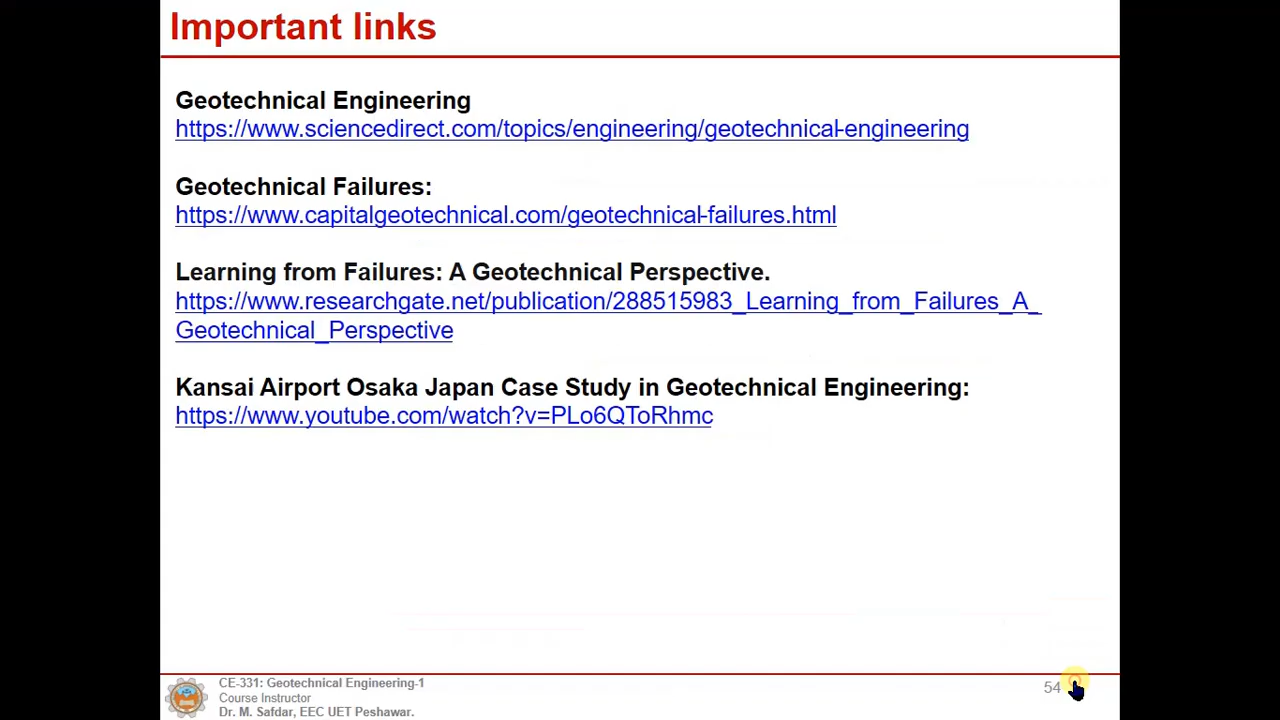 Important links
Geotechnical Engineering
https://www.sciencedirect.com/topics/engineering/geotechnical-engineering
Geotechnical Failures:
https://www.capitalgeotechnical.com/geotechnical-failures.html
Learning from Failures: A Geotechnical Perspective.
https://www.researchgate.net/publication/288515983_Learning_from_Failures_A_
Geotechnical_Perspective
Kansai Airport Osaka Japan Case Study in Geotechnical Engineering:
https://www.youtube.com/watch?v=PLo6QToRhmc
CE-331: Geotechnical Engineering-1
Course Instructor
Dr. M. Safdar, EEC UET Peshawar.
54